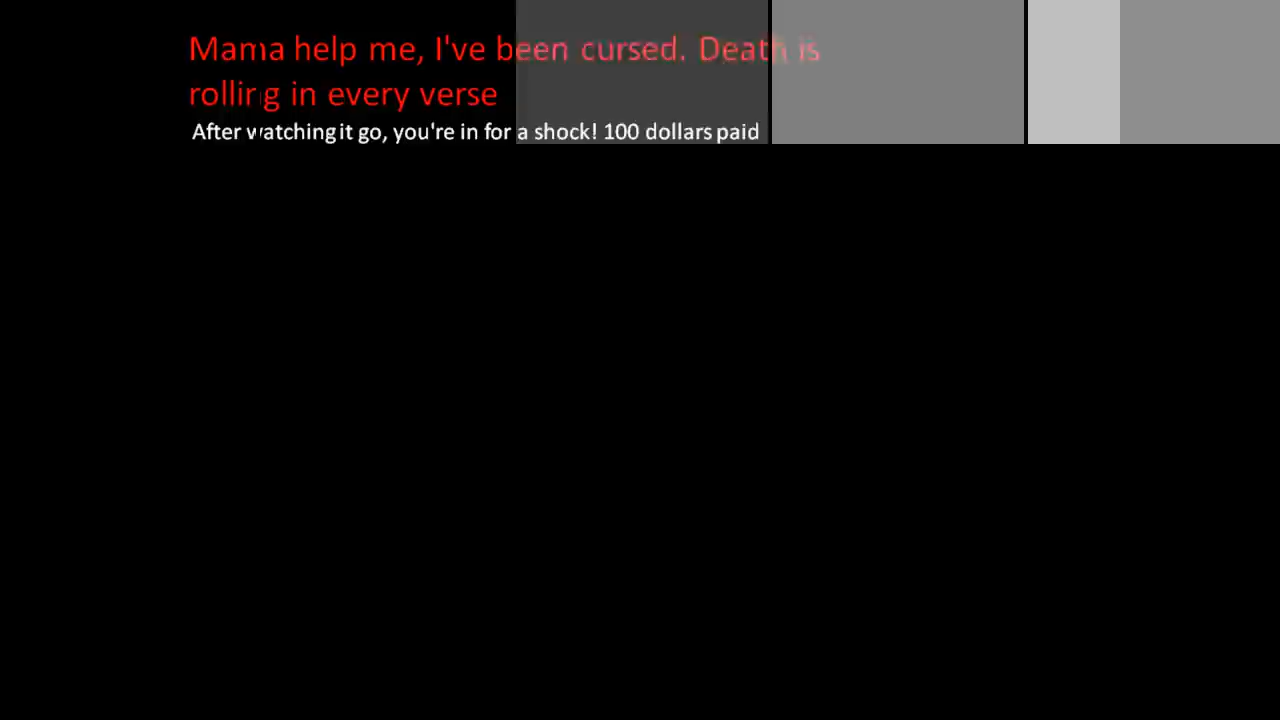 Mama help me, I've been cursed. Death is
rolling in every verse
After watching it go, you're in for a shock! 100 dollars paid